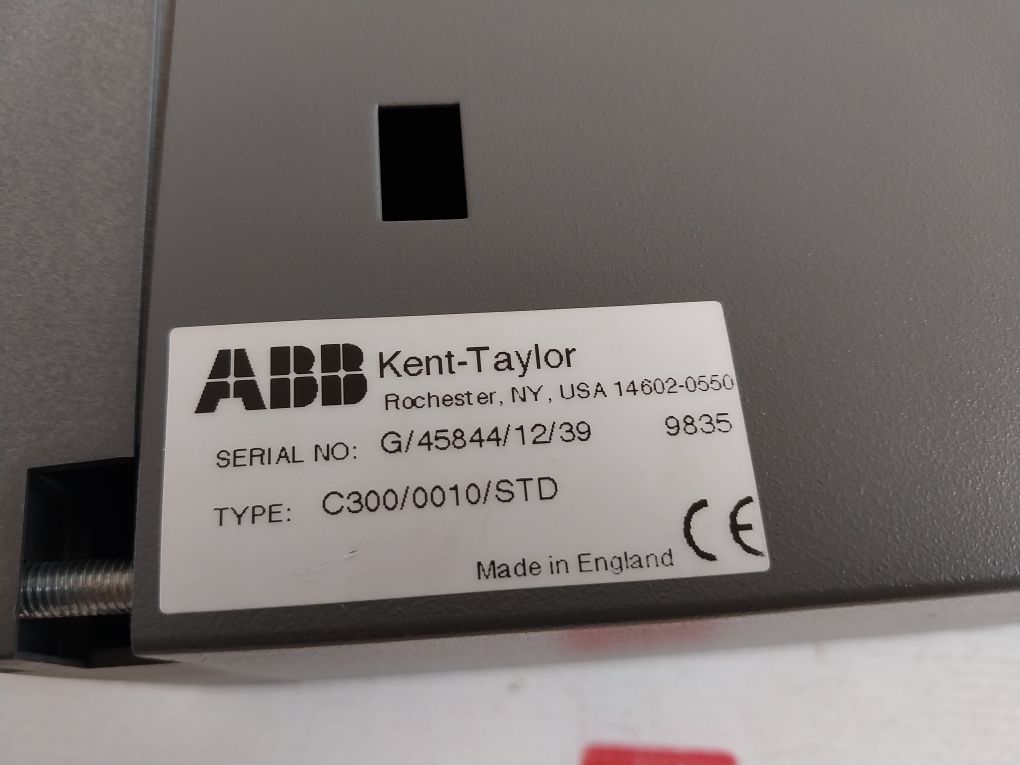 ABB Kent-Taylor
Rochester, NY, USA 14602-0550
SERIAL NO: G/45844/12/39 9835
TYPE: C300/0010/STD
Made in England CE